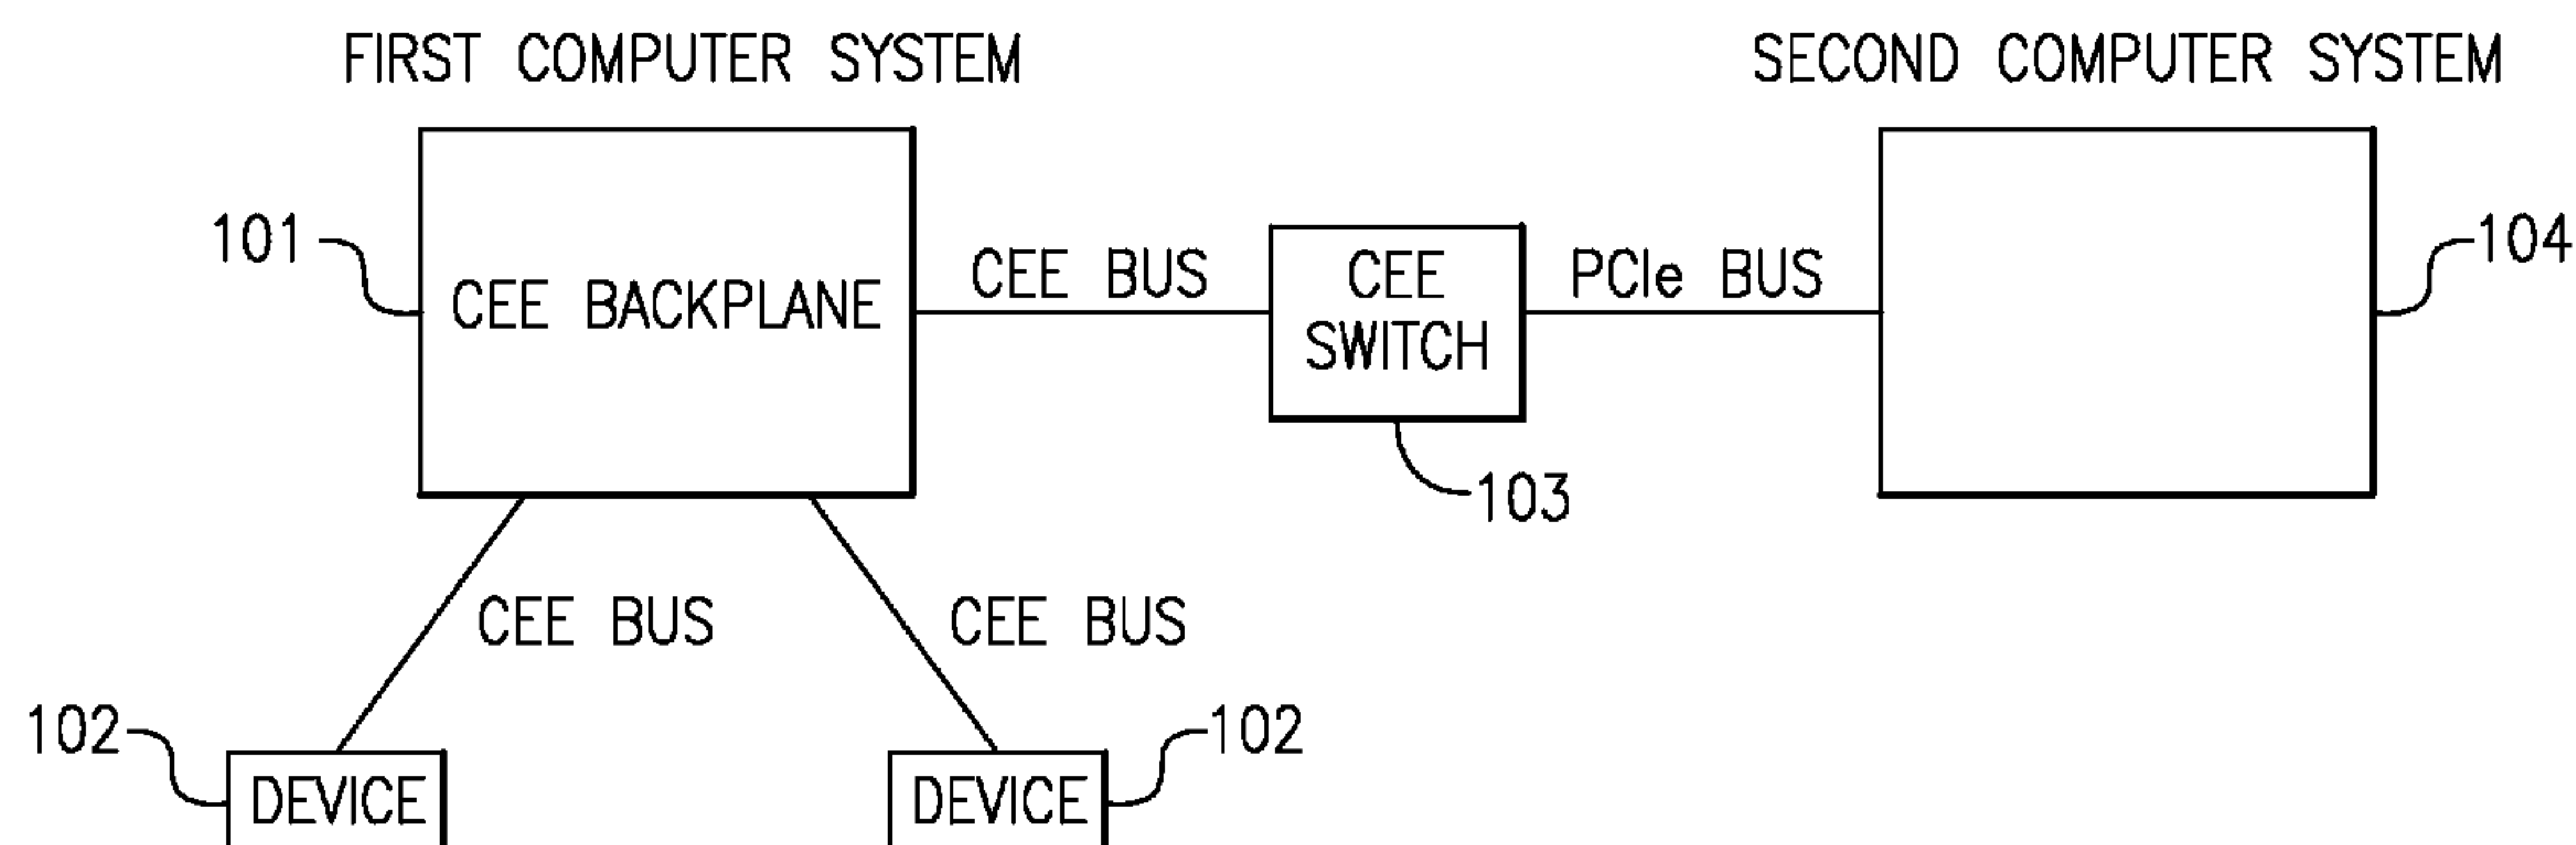 FIRST COMPUTER SYSTEM
SECOND COMPUTER SYSTEM
101
CEE BACKPLANE
CEE BUS
CEE
SWITCH
PCIe BUS
104
103
CEE BUS
CEE BUS
102
DEVICE
DEVICE
102